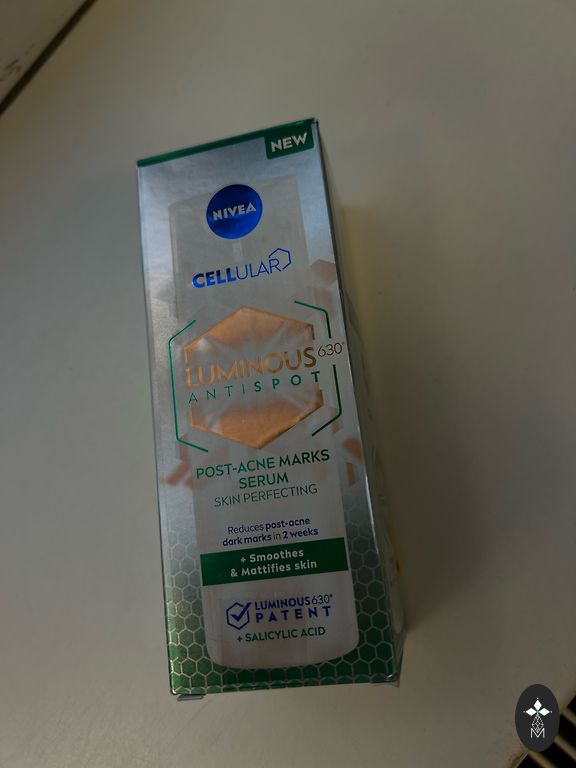 NEW
NIVEA
CELLULAR
LUMINOUS630®
ANTISPOT
POST-ACNE MARKS
SERUM
SKIN PERFECTING
Reduces post-acne
dark marks in 2 weeks
+ Smoothes
& Mattifies skin
LUMINOUS630®
PATENT
+ SALICYLIC ACID
M